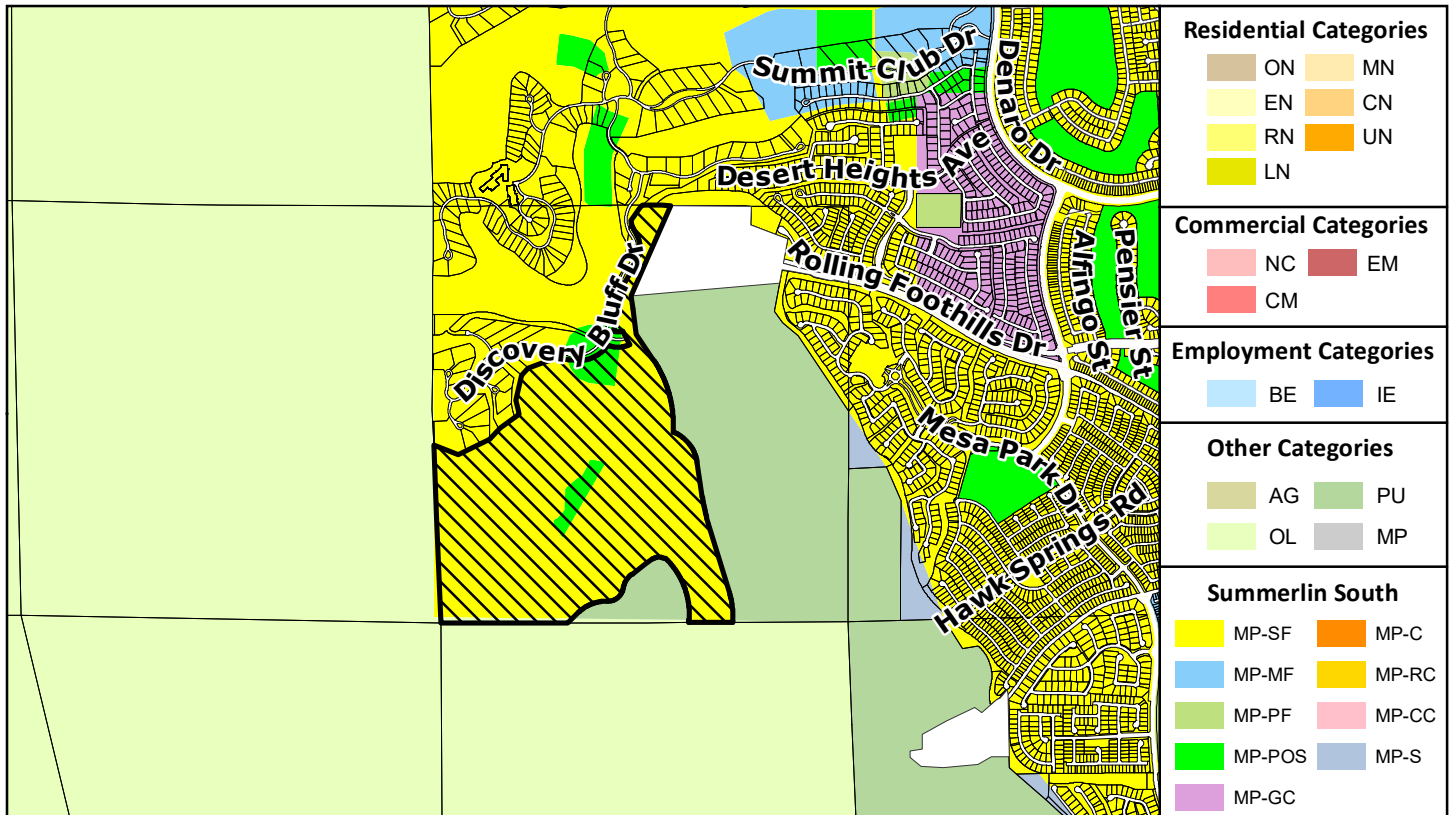 Summit Club Dr
Denaro Dr
Desert Heights Ave
Rolling Foothills Dr
Alfingo St
Pensier St
Discovery Bluff Dr
Mesa Park Dr
Hawk Springs Rd
Residential Categories
ON MN
EN CN
RN UN
LN
Commercial Categories
NC EM
CM
Employment Categories
BE IE
Other Categories
AG PU
OL MP
Summerlin South
MP-SF MP-C
MP-MF MP-RC
MP-PF MP-CC
MP-POS MP-S
MP-GC